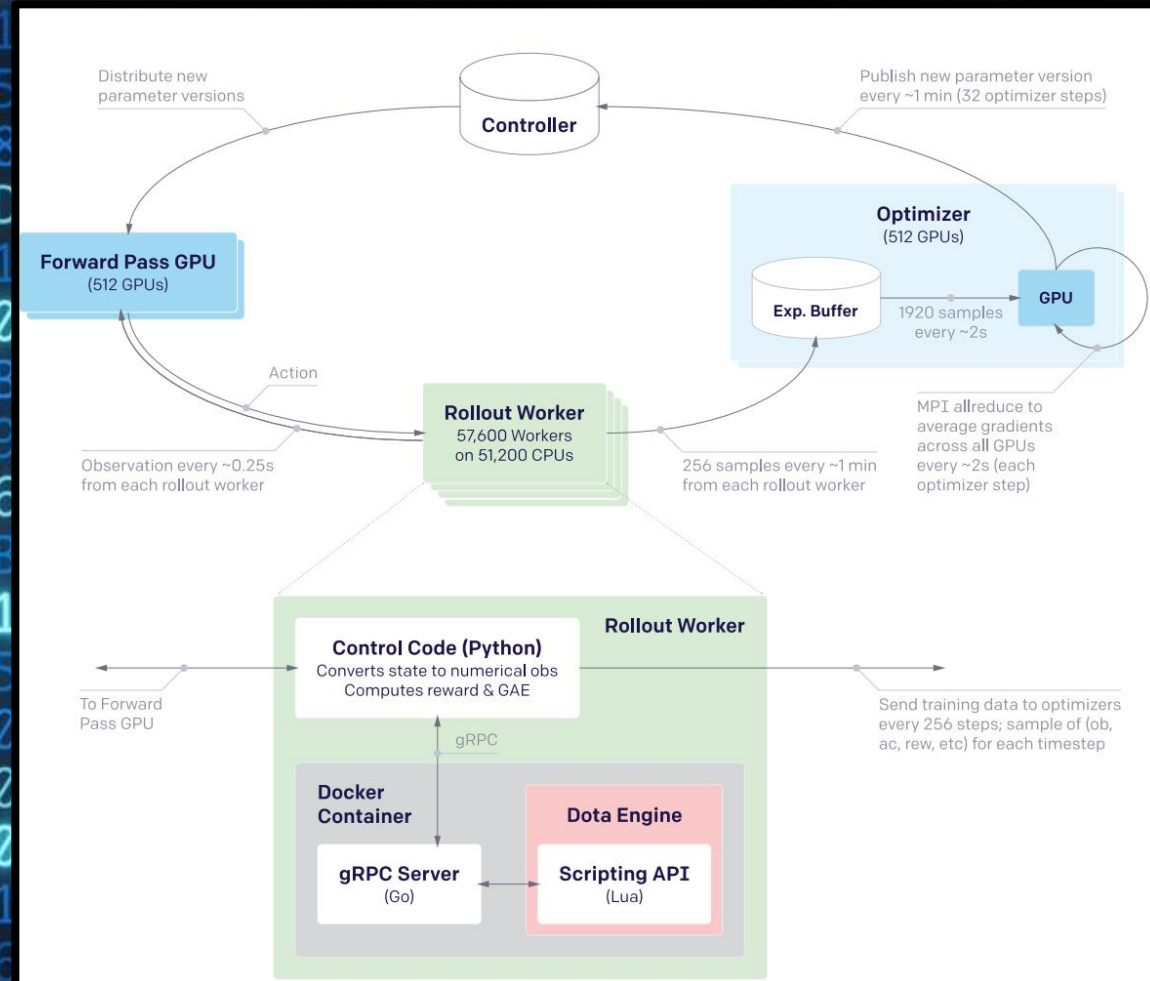 Distribute new
parameter versions
Controller
Publish new parameter version
every ~1 min (32 optimizer steps)
Optimizer
(512 GPUs)
Forward Pass GPU
(512 GPUs)
Exp. Buffer
1920 samples
every ~2s
GPU
Action
Observation every ~0.25s
from each rollout worker
Rollout Worker
57,600 Workers
on 51,200 CPUs
256 samples every ~1 min
from each rollout worker
MPI allreduce to
average gradients
across all GPUs
every ~2s (each
optimizer step)
Rollout Worker
Control Code (Python)
Converts state to numerical obs
Computes reward & GAE
To Forward
Pass GPU
Send training data to optimizers
every 256 steps; sample of (ob,
ac, rew, etc) for each timestep
gRPC
Docker
Container
Dota Engine
gRPC Server
(Go)
Scripting API
(Lua)